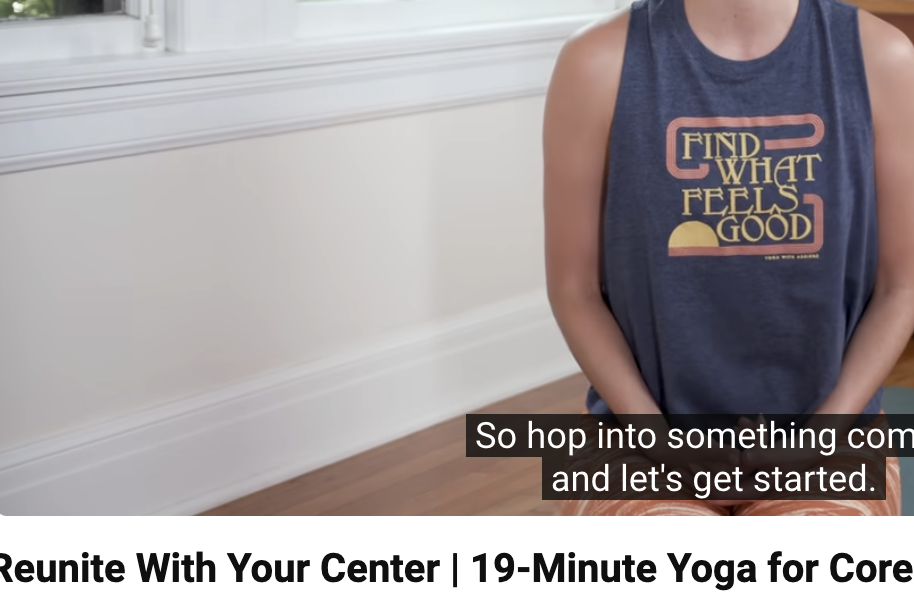 FIND
WHAT
FEELS
GOOD
YOGA WITH ADRIENE
So hop into something com
and let's get started.
Reunite With Your Center | 19-Minute Yoga for Core